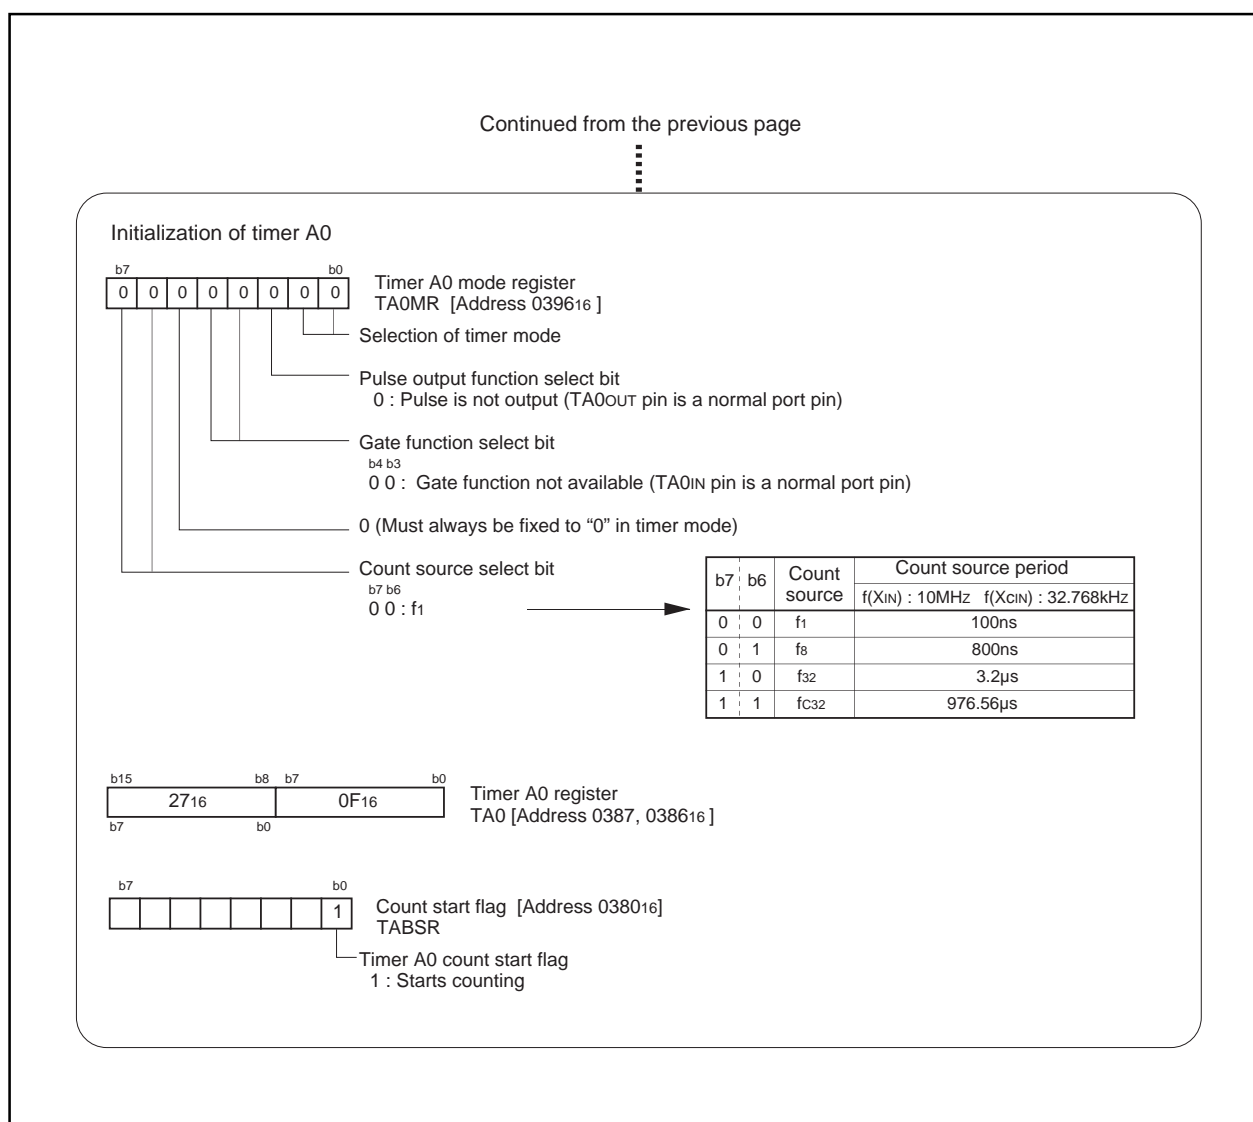 Continued from the previous page
Initialization of timer A0
b7 b0
0 0 0 0 0 0 0 0
Timer A0 mode register
TA0MR [Address 039616 ]
Selection of timer mode
Pulse output function select bit
0 : Pulse is not output (TA0OUT pin is a normal port pin)
Gate function select bit
b4 b3
0 0 : Gate function not available (TA0IN pin is a normal port pin)
0 (Must always be fixed to “0” in timer mode)
Count source select bit
b7 b6
0 0 : f1
b7 b6 Count source Count source period
f(XIN) : 10MHz f(XCIN) : 32.768kHz
0 0 f1 100ns
0 1 f8 800ns
1 0 f32 3.2µs
1 1 fC32 976.56µs
b15 b8 b7 b0
2716 0F16
b7 b0
Timer A0 register
TA0 [Address 0387, 038616 ]
b7 b0
1
Count start flag [Address 038016]
TABSR
Timer A0 count start flag
1 : Starts counting